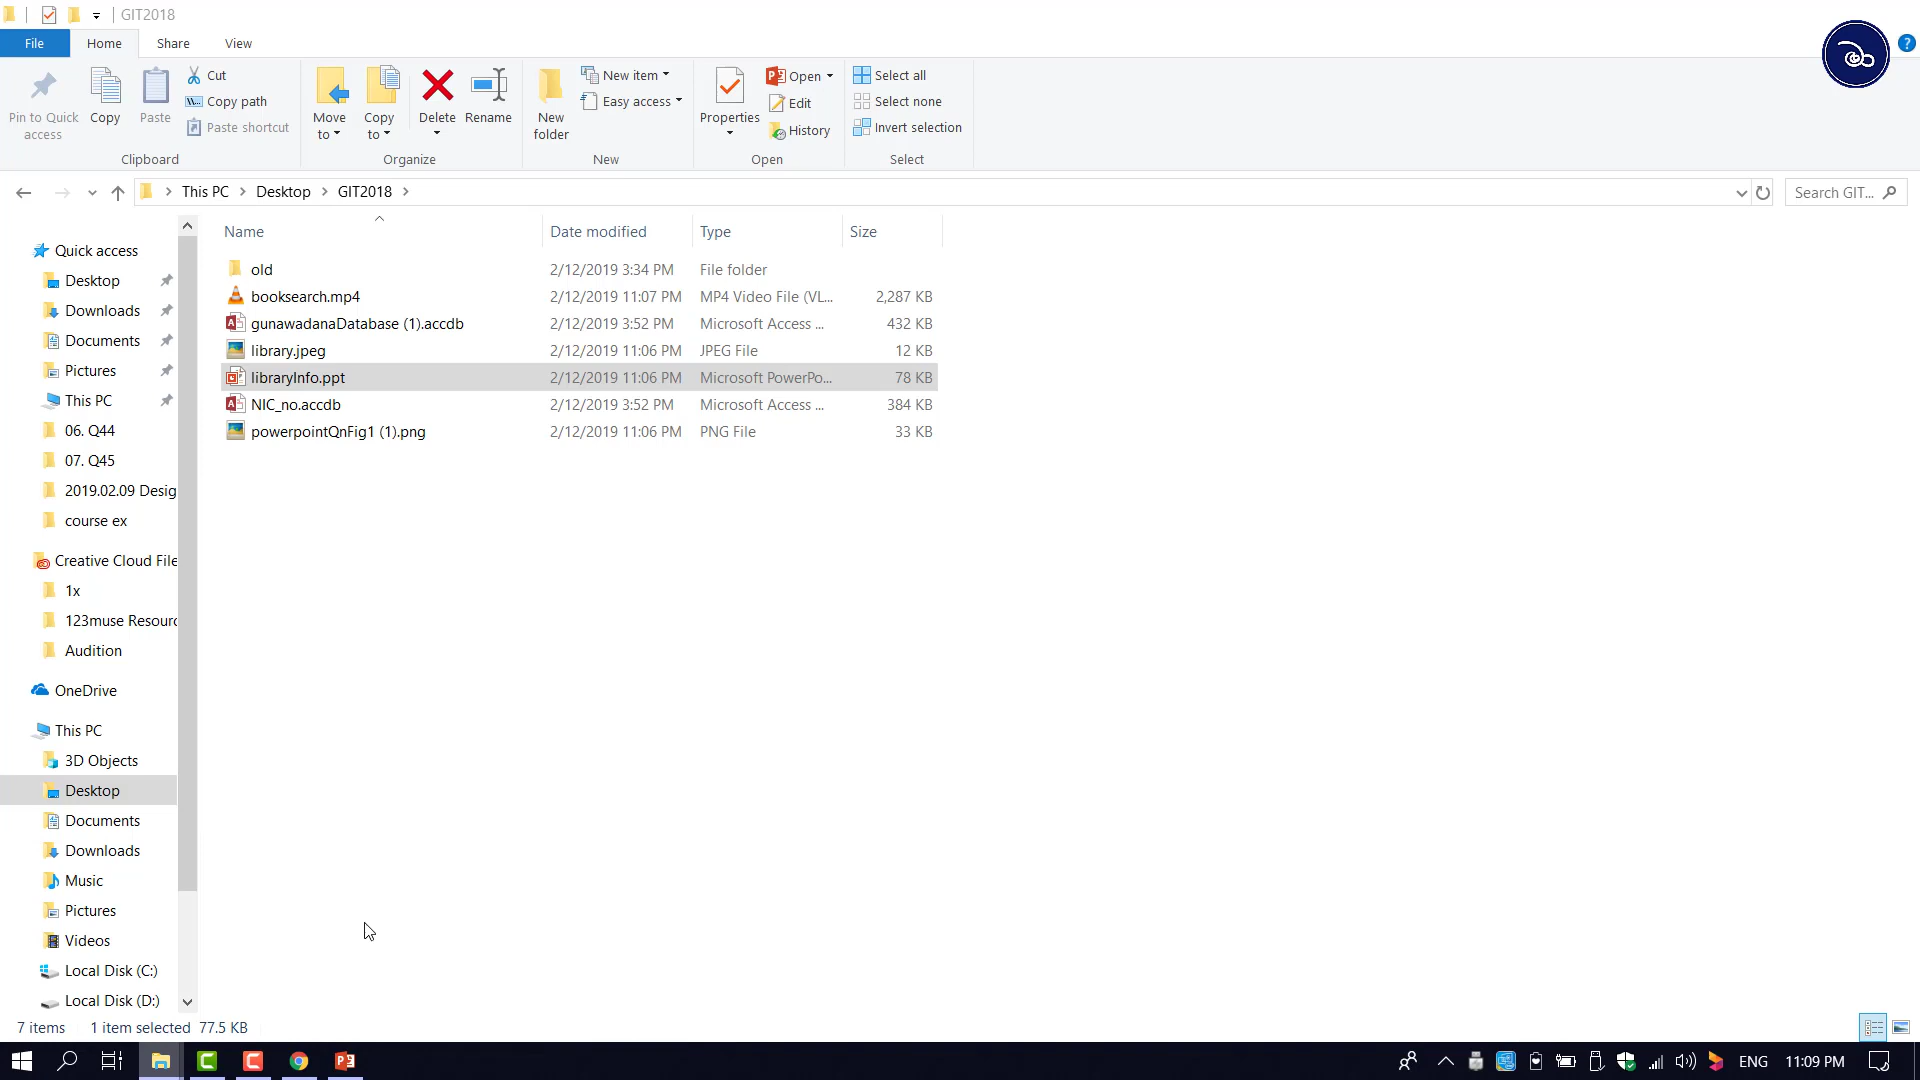 GIT2018
File Home Share View
Pin to Quick access
Copy
Paste
Cut
Copy path
Paste shortcut
Clipboard
Move to
Copy to
Delete
Rename
Organize
New folder
New item
Easy access
New
Properties
Open
Edit
History
Open
Select all
Select none
Invert selection
Select
This PC Desktop GIT2018
Search GIT...
Quick access
Desktop
Downloads
Documents
Pictures
This PC
06. Q44
07. Q45
2019.02.09 Desig
course ex
Creative Cloud File
1x
123muse Resourc
Audition
OneDrive
This PC
3D Objects
Desktop
Documents
Downloads
Music
Pictures
Videos
Local Disk (C:)
Local Disk (D:)
Name Date modified Type Size
old 2/12/2019 3:34 PM File folder
booksearch.mp4 2/12/2019 11:07 PM MP4 Video File (VL... 2,287 KB
gunawadanaDatabase (1).accdb 2/12/2019 3:52 PM Microsoft Access ... 432 KB
library.jpeg 2/12/2019 11:06 PM JPEG File 12 KB
libraryInfo.ppt 2/12/2019 11:06 PM Microsoft PowerPo... 78 KB
NIC_no.accdb 2/12/2019 3:52 PM Microsoft Access ... 384 KB
powerpointQnFig1 (1).png 2/12/2019 11:06 PM PNG File 33 KB
7 items 1 item selected 77.5 KB
ENG 11:09 PM